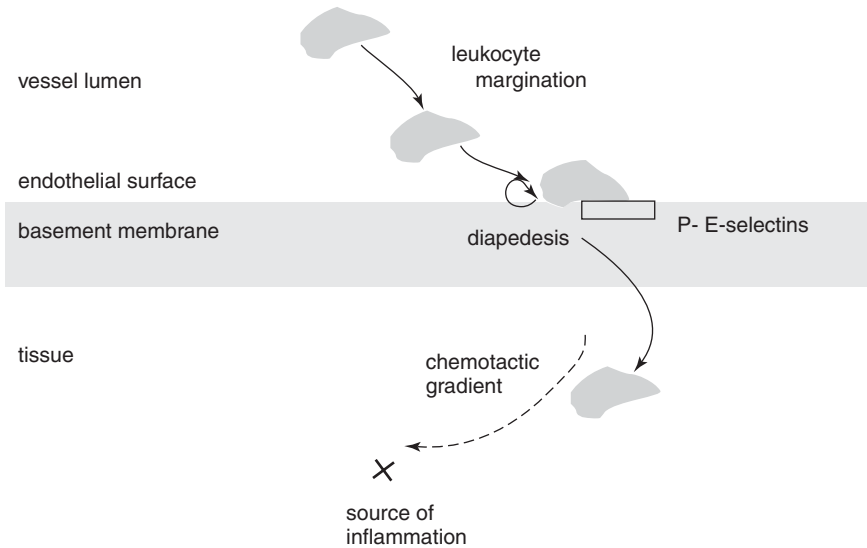 leukocyte
margination
vessel lumen
endothelial surface
basement membrane
P- E-selectins
diapedesis
tissue
chemotactic
gradient
source of
inflammation